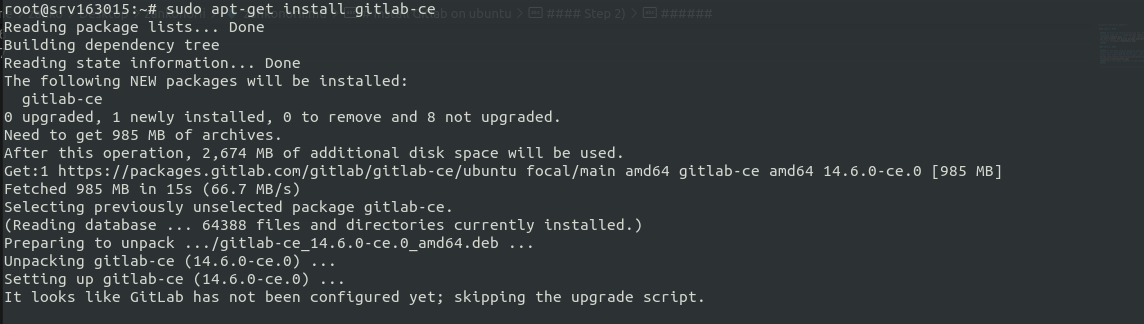 root@srv163015:~# sudo apt-get install gitlab-ce
Reading package lists... Done
Building dependency tree
Reading state information... Done
The following NEW packages will be installed:
  gitlab-ce
0 upgraded, 1 newly installed, 0 to remove and 8 not upgraded.
Need to get 985 MB of archives.
After this operation, 2,674 MB of additional disk space will be used.
Get:1 https://packages.gitlab.com/gitlab/gitlab-ce/ubuntu focal/main amd64 gitlab-ce amd64 14.6.0-ce.0 [985 MB]
Fetched 985 MB in 15s (66.7 MB/s)
Selecting previously unselected package gitlab-ce.
(Reading database ... 64388 files and directories currently installed.)
Preparing to unpack .../gitlab-ce_14.6.0-ce.0_amd64.deb ...
Unpacking gitlab-ce (14.6.0-ce.0) ...
Setting up gitlab-ce (14.6.0-ce.0) ...
It looks like GitLab has not been configured yet; skipping the upgrade script.